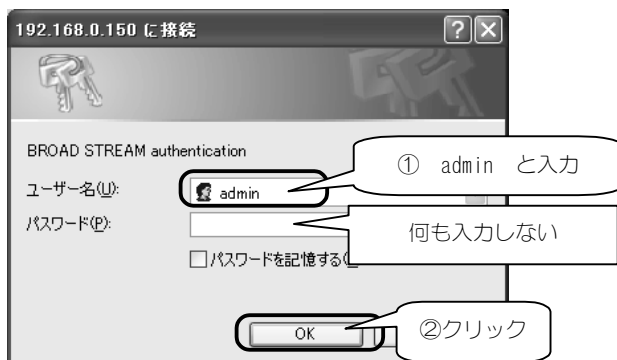 192.168.0.150 に接続
BROAD STREAM authentication
ユーザー名(U):
admin
① admin と入力
パスワード(P):
何も入力しない
パスワードを記憶する
OK
②クリック